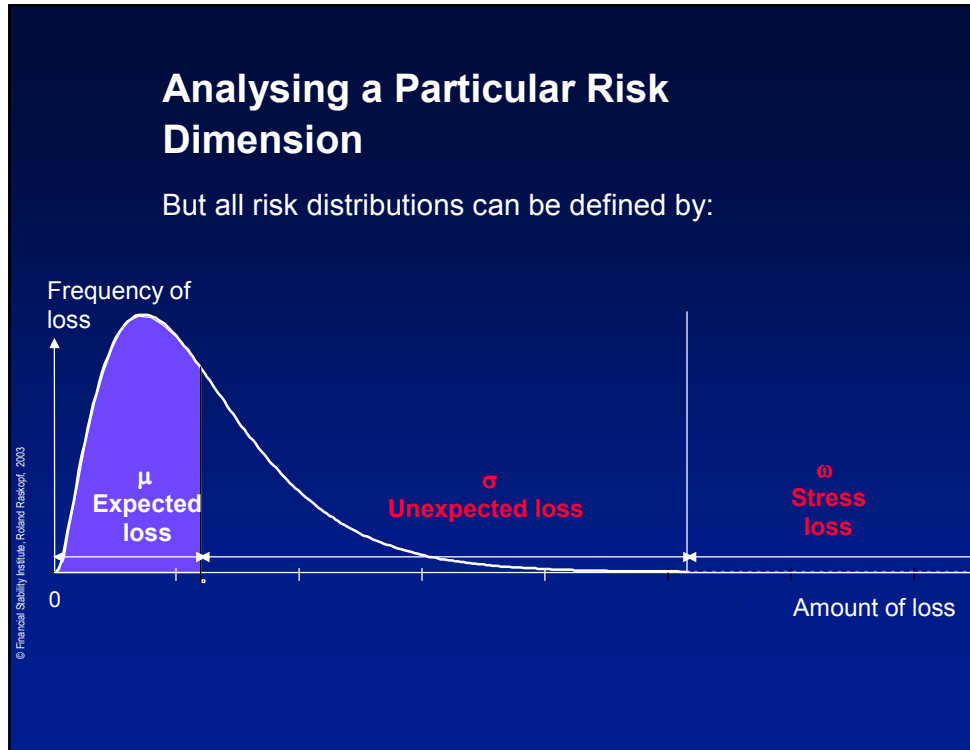 Analysing a Particular Risk
Dimension
But all risk distributions can be defined by:
Frequency of
loss
μ
Expected
loss
σ
Unexpected loss
ω
Stress
loss
0
Amount of loss
© Financial Stability Institute, Roland Raskopf, 2003